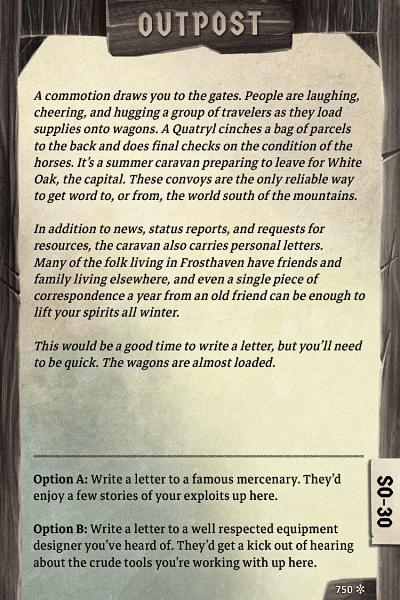 OUTPOST
A commotion draws you to the gates. People are laughing,
cheering, and hugging a group of travelers as they load
supplies onto wagons. A Quatryl cinches a bag of parcels
to the back and does final checks on the condition of the
horses. It's a summer caravan preparing to leave for White
Oak, the capital. These convoys are the only reliable way
to get word to, or from, the world south of the mountains.
In addition to news, status reports, and requests for
resources, the caravan also carries personal letters.
Many of the folk living in Frosthaven have friends and
family living elsewhere, and even a single piece of
correspondence a year from an old friend can be enough to
lift your spirits all winter.
This would be a good time to write a letter, but you'll need
to be quick. The wagons are almost loaded.
Option A: Write a letter to a famous mercenary. They'd
enjoy a few stories of your exploits up here.
Option B: Write a letter to a well respected equipment
designer you've heard of. They'd get a kick out of hearing
about the crude tools you're working with up here.
SO-30
750